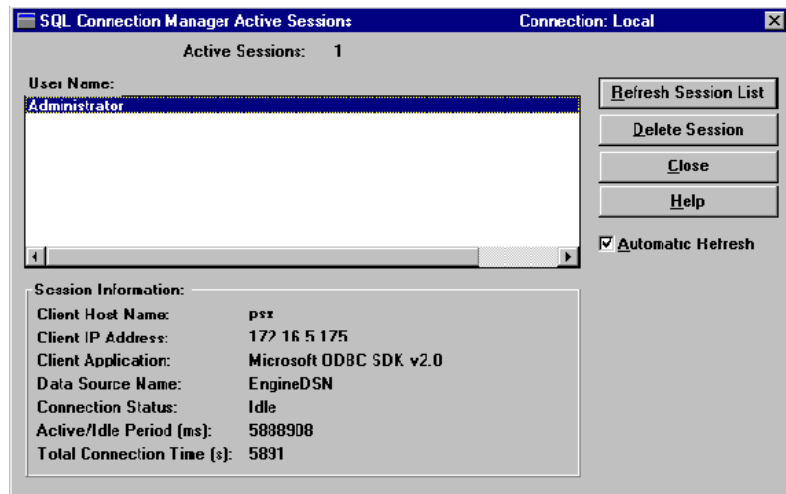 SQL Connection Manager Active Sessions Connection: Local
Active Sessions: 1
User Name:
Administrator
Refresh Session List
Delete Session
Close
Help
Automatic Refresh
Session Information:
Client Host Name: psx
Client IP Address: 172.16.5.175
Client Application: Microsoft ODBC SDK v2.0
Data Source Name: EngineDSN
Connection Status: Idle
Active/Idle Period (ms): 5888908
Total Connection Time (s): 5891